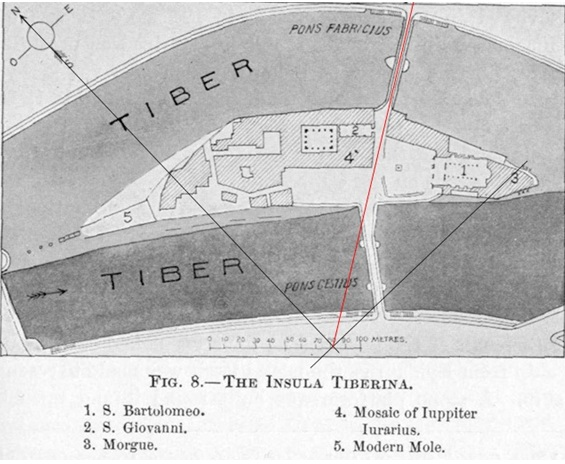 N
E
O
S
PONS FABRICIUS
TIBER
2
4
1
3
5
TIBER
PONS CESTIUS
0 10 20 30 40 50 60 70 80 90 100 METRES.
FIG. 8.—THE INSULA TIBERINA.
1. S. Bartolomeo.
2. S. Giovanni.
3. Morgue.
4. Mosaic of Iuppiter
Iurarius.
5. Modern Mole.